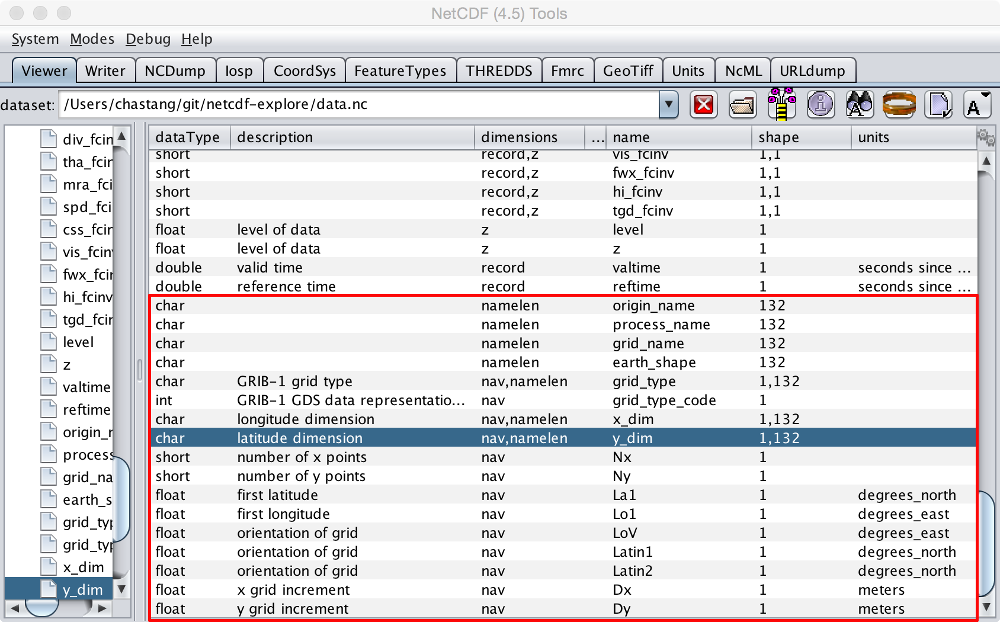 NetCDF (4.5) Tools
System Modes Debug Help
Viewer Writer NCDump Iosp CoordSys FeatureTypes THREDDS Fmrc GeoTiff Units NcML URLdump
dataset: /Users/chastang/git/netcdf-explore/data.nc A
div_fcin
tha_fcir
mra_fci
spd_fci
css_fci
vis_fcin
fwx_fcir
hi_fcinv
tgd_fcir
level
z
valtime
reftime
origin_r
process
grid_na
earth_s
grid_typ
grid_typ
x_dim
y_dim
dataType description dimensions ... name shape units
short record,z vis_fcinv 1,1
short record,z fwx_fcinv 1,1
short record,z hi_fcinv 1,1
short record,z tgd_fcinv 1,1
float level of data z level 1
float level of data z z 1
double valid time record valtime 1 seconds since ...
double reference time record reftime 1 seconds since ...
char namelen origin_name 132
char namelen process_name 132
char namelen grid_name 132
char namelen earth_shape 132
char GRIB-1 grid type nav,namelen grid_type 1,132
int GRIB-1 GDS data representatio... nav grid_type_code 1
char longitude dimension nav,namelen x_dim 1,132
char latitude dimension nav,namelen y_dim 1,132
short number of x points nav Nx 1
short number of y points nav Ny 1
float first latitude nav La1 1 degrees_north
float first longitude nav Lo1 1 degrees_east
float orientation of grid nav LoV 1 degrees_east
float orientation of grid nav Latin1 1 degrees_north
float orientation of grid nav Latin2 1 degrees_north
float x grid increment nav Dx 1 meters
float y grid increment nav Dy 1 meters